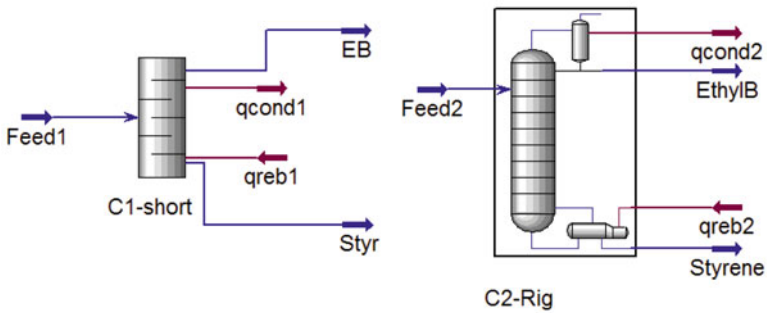 EB
qcond1
Feed1
qreb1
C1-short
Styr
qcond2
EthylB
Feed2
qreb2
Styrene
C2-Rig